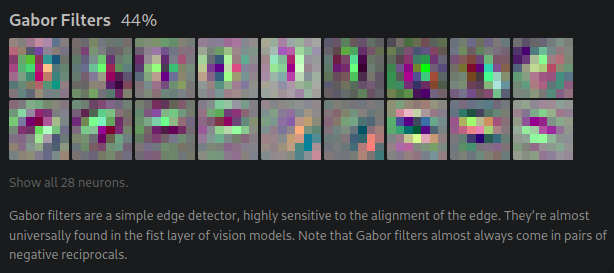 Gabor Filters 44%
Show all 28 neurons.
Gabor filters are a simple edge detector, highly sensitive to the alignment of the edge. They're almost
universally found in the fist layer of vision models. Note that Gabor filters almost always come in pairs of
negative reciprocals.